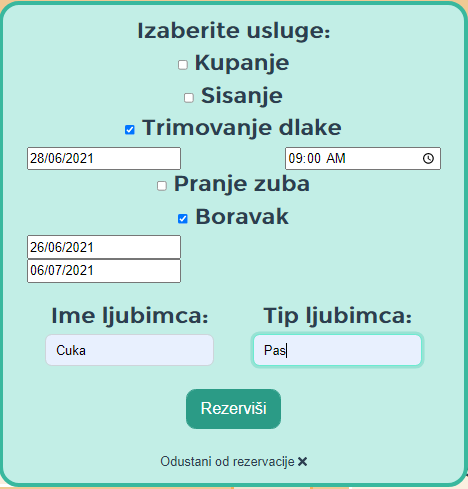 Izaberite usluge:
Kupanje
Sisanje
Trimovanje dlake
28/06/2021 09:00 AM
Pranje zuba
Boravak
26/06/2021
06/07/2021
Ime ljubimca: Tip ljubimca:
Cuka Pas
Rezerviši
Odustani od rezervacije ×